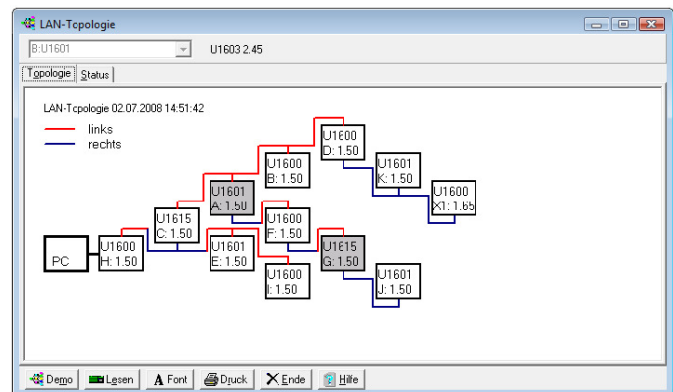 LAN-Tcpologie
B:U1601
U1603 2.45
Topologie
Status
LAN-Tcpologie 02.07.2008 14:51:42
links
rechts
U1600
D: 1.50
U1600
B: 1.50
U1601
K: 1.50
U1601
A: 1.50
U1600
X1: 1.65
U1615
C: 1.50
U1600
F: 1.50
PC
U1600
H: 1.50
U1601
E: 1.50
U1615
G: 1.50
U1600
I: 1.50
U1601
J: 1.50
Demo
Lesen
A Font
Druck
Ende
Hilfe